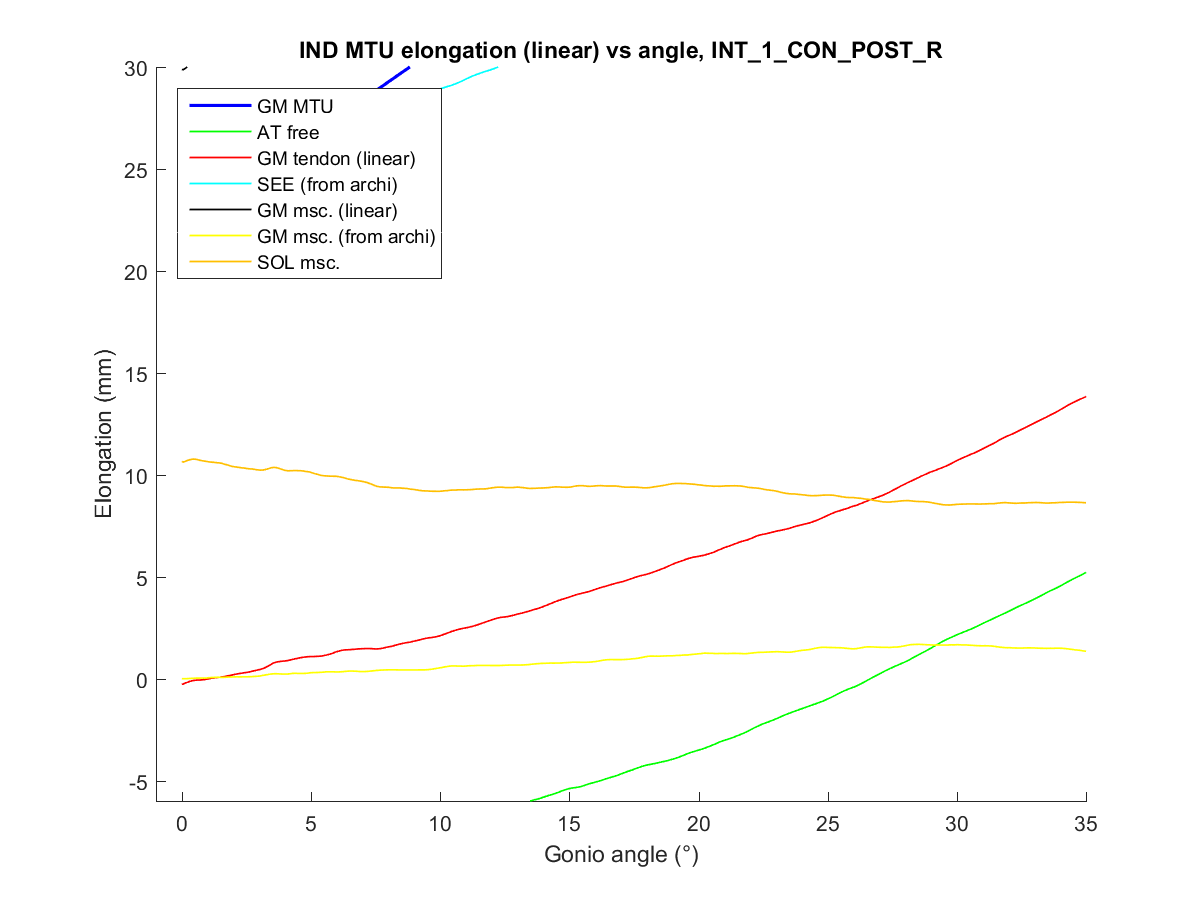 IND MTU elongation (linear) vs angle, INT_1_CON_POST_R
30
25
20
15
10
5
0
-5
Elongation (mm)
GM MTU
AT free
GM tendon (linear)
SEE (from archi)
GM msc. (linear)
GM msc. (from archi)
SOL msc.
0 5 10 15 20 25 30 35
Gonio angle (°)